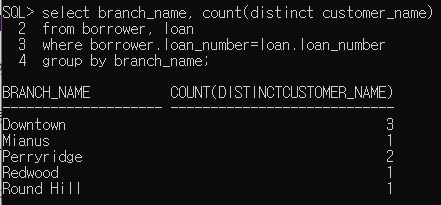 SQL> select branch_name, count(distinct customer_name)
  2  from borrower, loan
  3  where borrower.loan_number=loan.loan_number
  4  group by branch_name;
BRANCH_NAME          COUNT(DISTINCTCUSTOMER_NAME)
-------------------- ----------------------------
Downtown                                        3
Mianus                                          1
Perryridge                                      2
Redwood                                         1
Round Hill                                      1